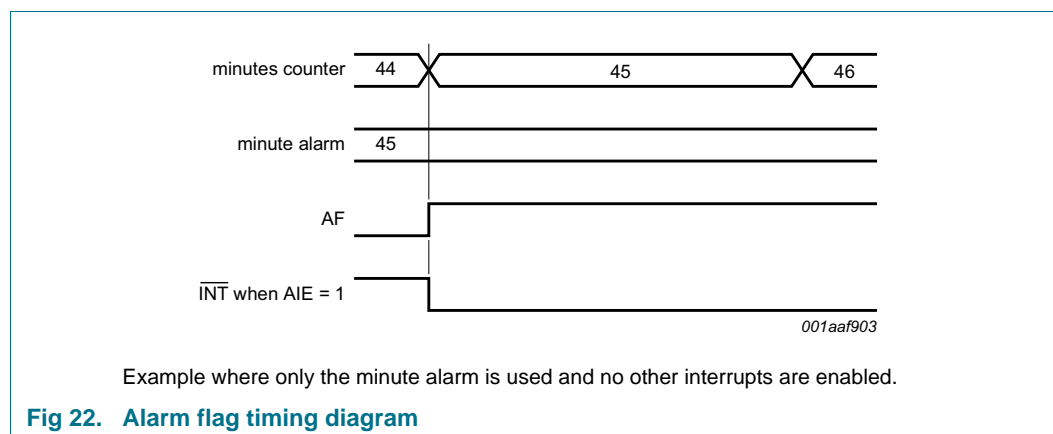 minutes counter 44 45 46
minute alarm 45
AF
INT when AIE = 1
001aaf903
Example where only the minute alarm is used and no other interrupts are enabled.
Fig 22. Alarm flag timing diagram